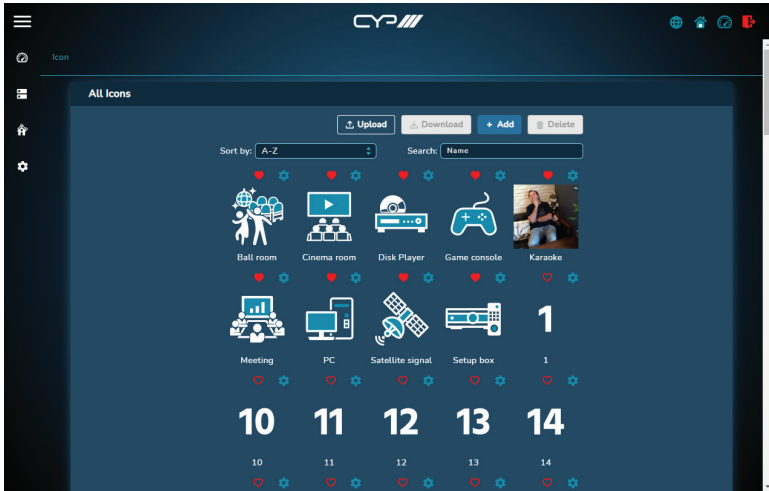 CYP
Icon
All Icons
Upload Download + Add Delete
Sort by: A-Z Search: Name
Ball room Cinema room Disk Player Game console Karaoke
1
Meeting PC Satellite signal Setup box 1
10 11 12 13 14
10 11 12 13 14